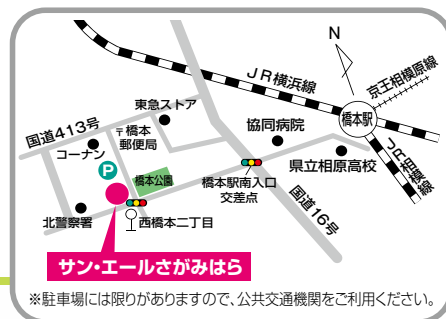 N
JR横浜線
京王相模原線
橋本駅
JR相模線
東急ストア
国道413号
〒橋本
郵便局
協同病院
コーナン
P
橋本公園
県立相原高校
橋本駅南入口
交差点
国道16号
北警察署
西橋本二丁目
サン・エールさがみはら
※駐車場には限りがありますので、公共交通機関をご利用ください。